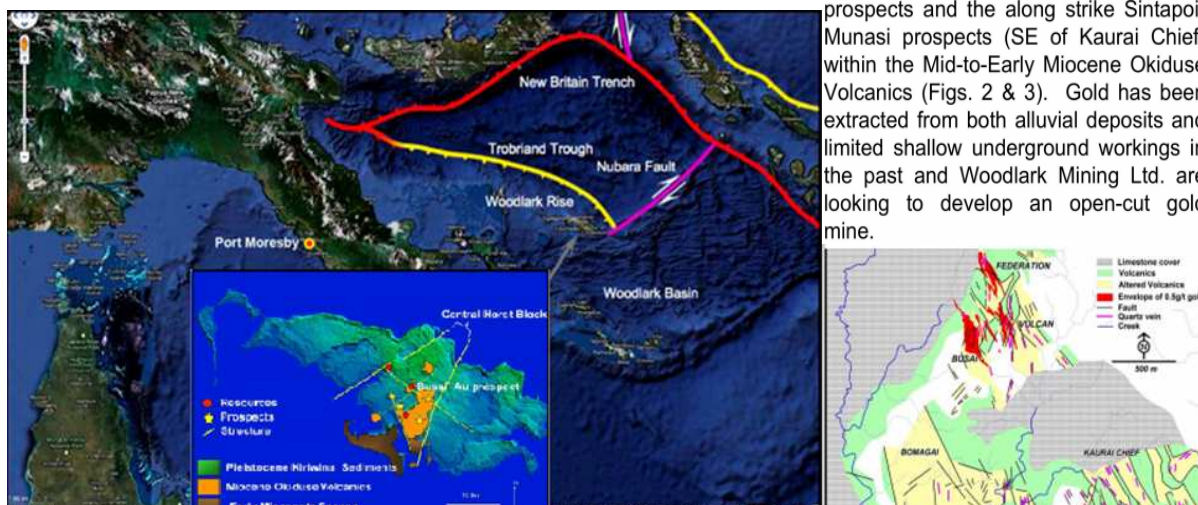 New Britain Trench
Trobriand Trough
Nubara Fault
Woodlark Rise
Port Moresby
Woodlark Basin
Central Horst Block
Busai Au prospect
Resources
Prospects
Structure
Pleistocene Kiriwina Sediments
Miocene Okiduse Volcanics
prospects and the along strike Sintapoi
Munasi prospects (SE of Kaurai Chief
within the Mid-to-Early Miocene Okiduse
Volcanics (Figs. 2 & 3). Gold has been
extracted from both alluvial deposits and
limited shallow underground workings in
the past and Woodlark Mining Ltd. are
looking to develop an open-cut gold
mine.
FEDERATION
VULCAN
BUSAI
BOMAGAI
KAURAI CHIEF
Limestone cover
Volcanics
Altered Volcanics
Envelope of 0.5g/t gol
Fault
Quartz vein
Creek
500 m